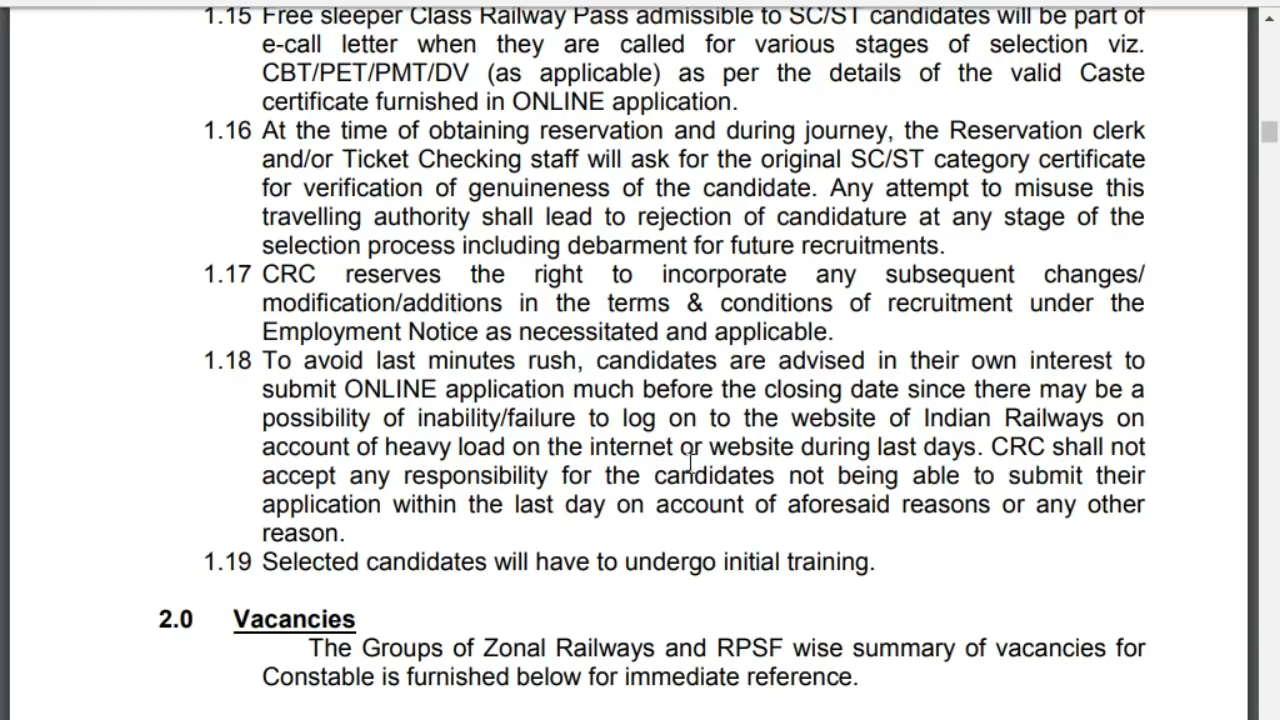 1.15 Free sleeper Class Railway Pass admissible to SC/ST candidates will be part of
e-call letter when they are called for various stages of selection viz.
CBT/PET/PMT/DV (as applicable) as per the details of the valid Caste
certificate furnished in ONLINE application.
1.16 At the time of obtaining reservation and during journey, the Reservation clerk
and/or Ticket Checking staff will ask for the original SC/ST category certificate
for verification of genuineness of the candidate. Any attempt to misuse this
travelling authority shall lead to rejection of candidature at any stage of the
selection process including debarment for future recruitments.
1.17 CRC reserves the right to incorporate any subsequent changes/
modification/additions in the terms & conditions of recruitment under the
Employment Notice as necessitated and applicable.
1.18 To avoid last minutes rush, candidates are advised in their own interest to
submit ONLINE application much before the closing date since there may be a
possibility of inability/failure to log on to the website of Indian Railways on
account of heavy load on the internet or website during last days. CRC shall not
accept any responsibility for the candidates not being able to submit their
application within the last day on account of aforesaid reasons or any other
reason.
1.19 Selected candidates will have to undergo initial training.
2.0 Vacancies
The Groups of Zonal Railways and RPSF wise summary of vacancies for
Constable is furnished below for immediate reference.